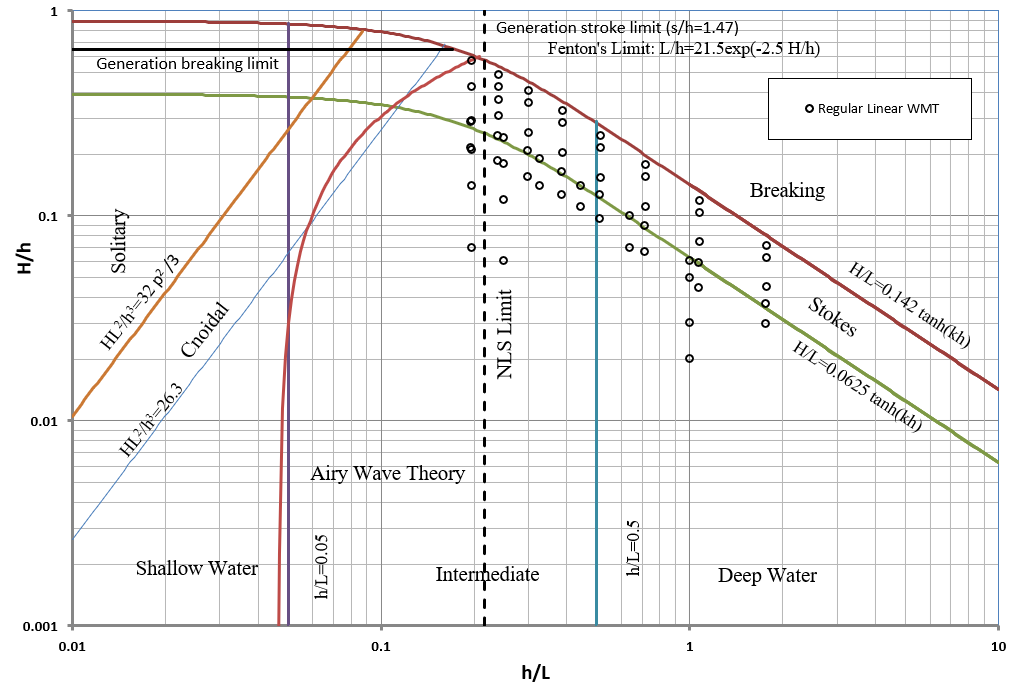 1
Generation stroke limit (s/h=1.47)
Fenton's Limit: L/h=21.5exp(-2.5 H/h)
Generation breaking limit
Regular Linear WMT
0.1
Breaking
Solitary
H/h
HL²/h³=32 p² /3
Cnoidal
NLS Limit
H/L=0.142 tanh(kh)
Stokes
H/L=0.0625 tanh(kh)
HL²/h³=26.3
0.01
Airy Wave Theory
h/L=0.05
h/L=0.5
Shallow Water
Intermediate
Deep Water
0.001
0.01
0.1
1
10
h/L